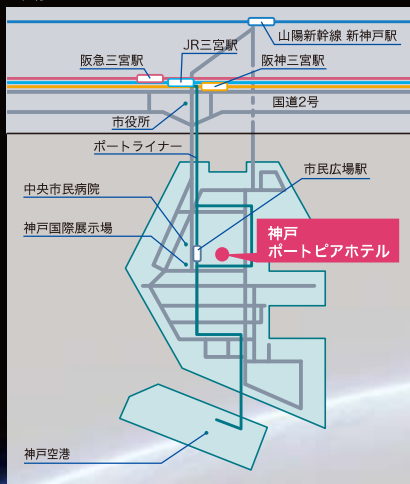 山陽新幹線 新神戸駅
JR三宮駅
阪急三宮駅
阪神三宮駅
国道2号
市役所
ポートライナー
市民広場駅
中央市民病院
神戸国際展示場
神戸
ポートピアホテル
神戸空港